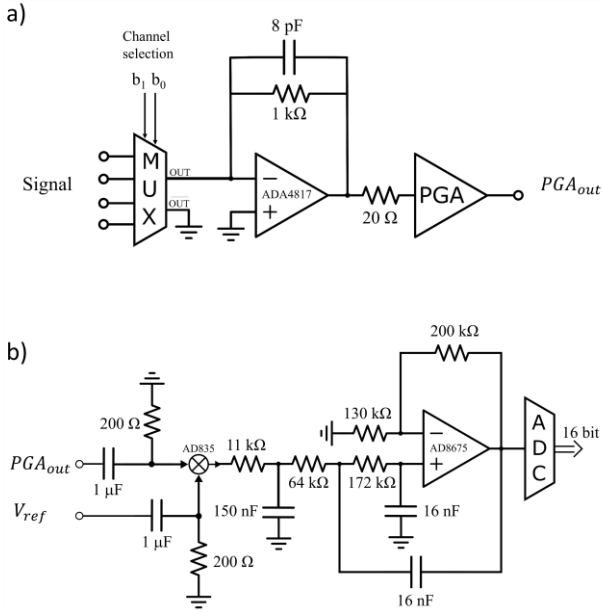 a)
Channel
selection
b₁ b₀
8 pF
1 kΩ
M
U
X
OUT
OUT
Signal
ADA4817
20 Ω
PGA
PGAout
b)
200 kΩ
200 Ω
130 kΩ
AD835
11 kΩ
AD8675
A
D
C
16 bit
PGAout
1 μF
64 kΩ
172 kΩ
Vref
150 nF
16 nF
1 μF
200 Ω
16 nF